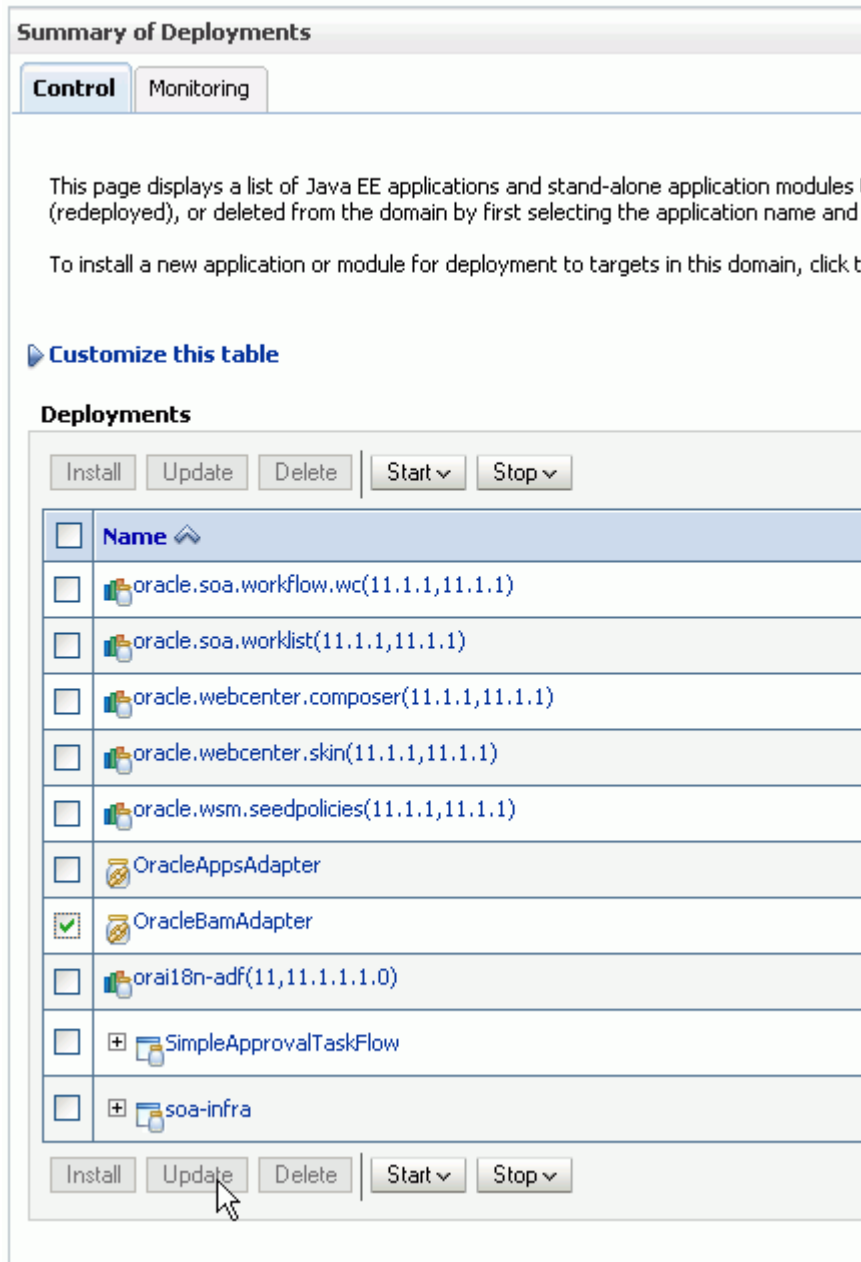 Summary of Deployments
Control Monitoring
This page displays a list of Java EE applications and stand-alone application modules
(redeployed), or deleted from the domain by first selecting the application name and
To install a new application or module for deployment to targets in this domain, click t
Customize this table
Deployments
Install Update Delete Start Stop
Name
oracle.soa.workflow.wc(11.1.1,11.1.1)
oracle.soa.worklist(11.1.1,11.1.1)
oracle.webcenter.composer(11.1.1,11.1.1)
oracle.webcenter.skin(11.1.1,11.1.1)
oracle.wsm.seedpolicies(11.1.1,11.1.1)
OracleAppsAdapter
OracleBamAdapter
orai18n-adf(11,11.1.1.1.0)
SimpleApprovalTaskFlow
soa-infra
Install Update Delete Start Stop